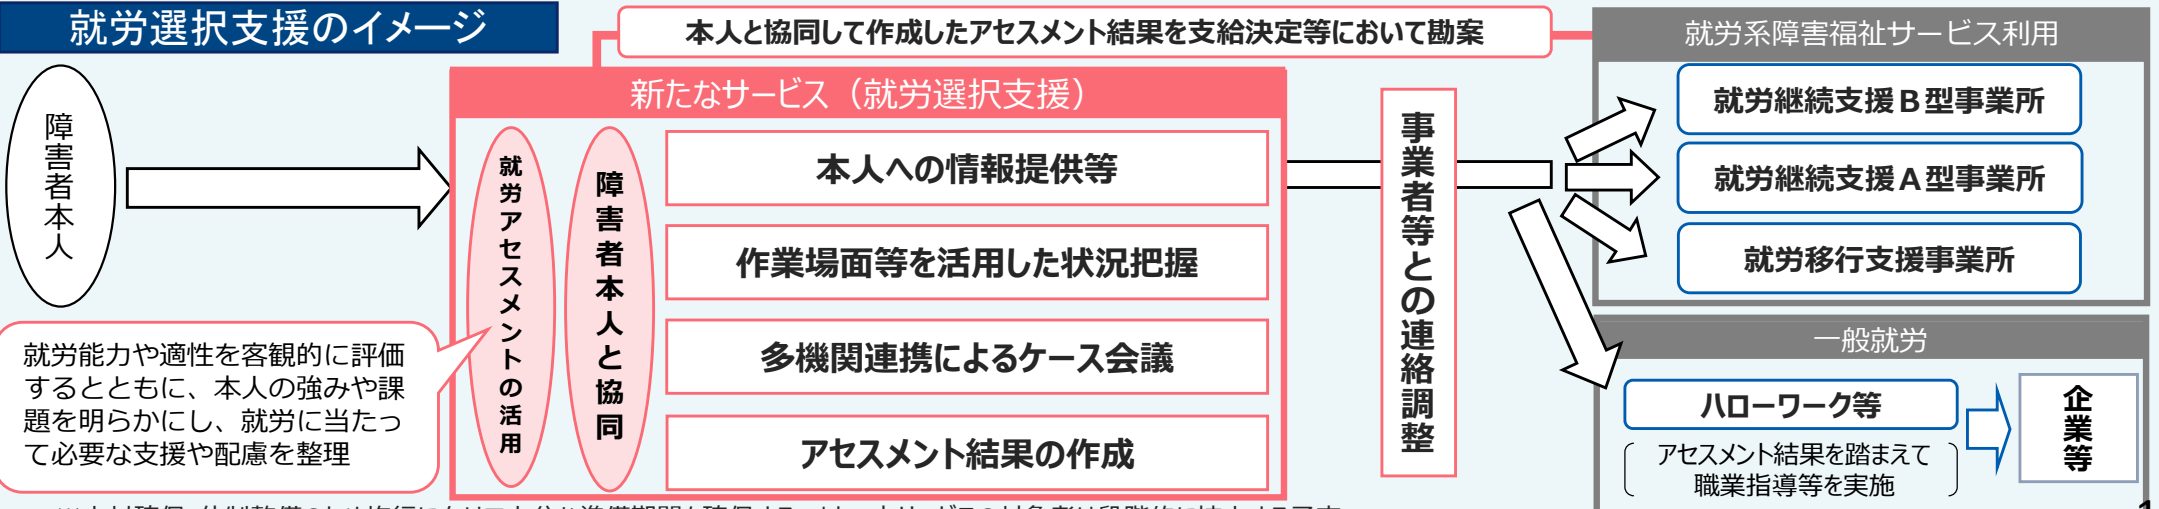 就労選択支援のイメージ
本人と協同して作成したアセスメント結果を支給決定等において勘案
就労系障害福祉サービス利用
障害者本人
新たなサービス（就労選択支援）
就労アセスメントの活用
障害者本人と協同
本人への情報提供等
作業場面等を活用した状況把握
多機関連携によるケース会議
アセスメント結果の作成
事業者等との連絡調整
就労継続支援Ｂ型事業所
就労継続支援Ａ型事業所
就労移行支援事業所
就労能力や適性を客観的に評価
するとともに、本人の強みや課
題を明らかにし、就労に当たっ
て必要な支援や配慮を整理
一般就労
ハローワーク等
アセスメント結果を踏まえて
職業指導等を実施
企業等